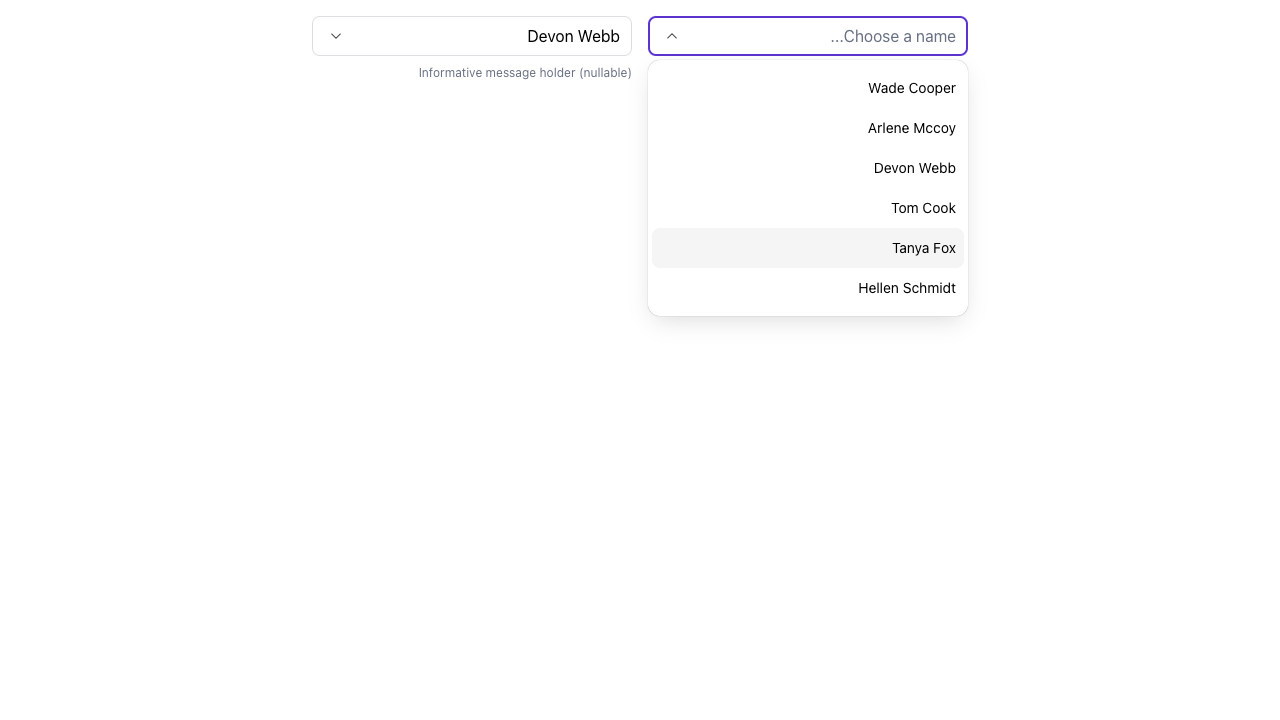 ...Choose a name
Wade Cooper
Arlene Mccoy
Devon Webb
Tom Cook
Tanya Fox
Hellen Schmidt
Devon Webb
Informative message holder (nullable)